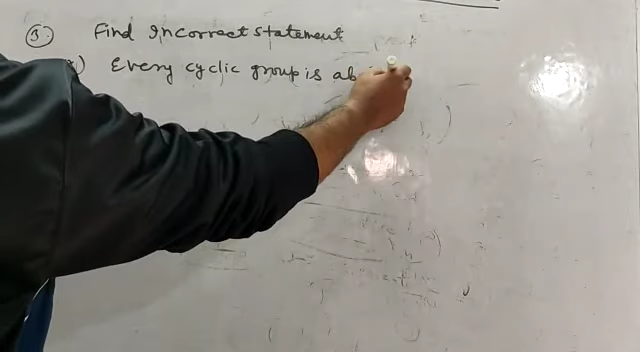 3. Find Incorrect statement
Every cyclic group is ab